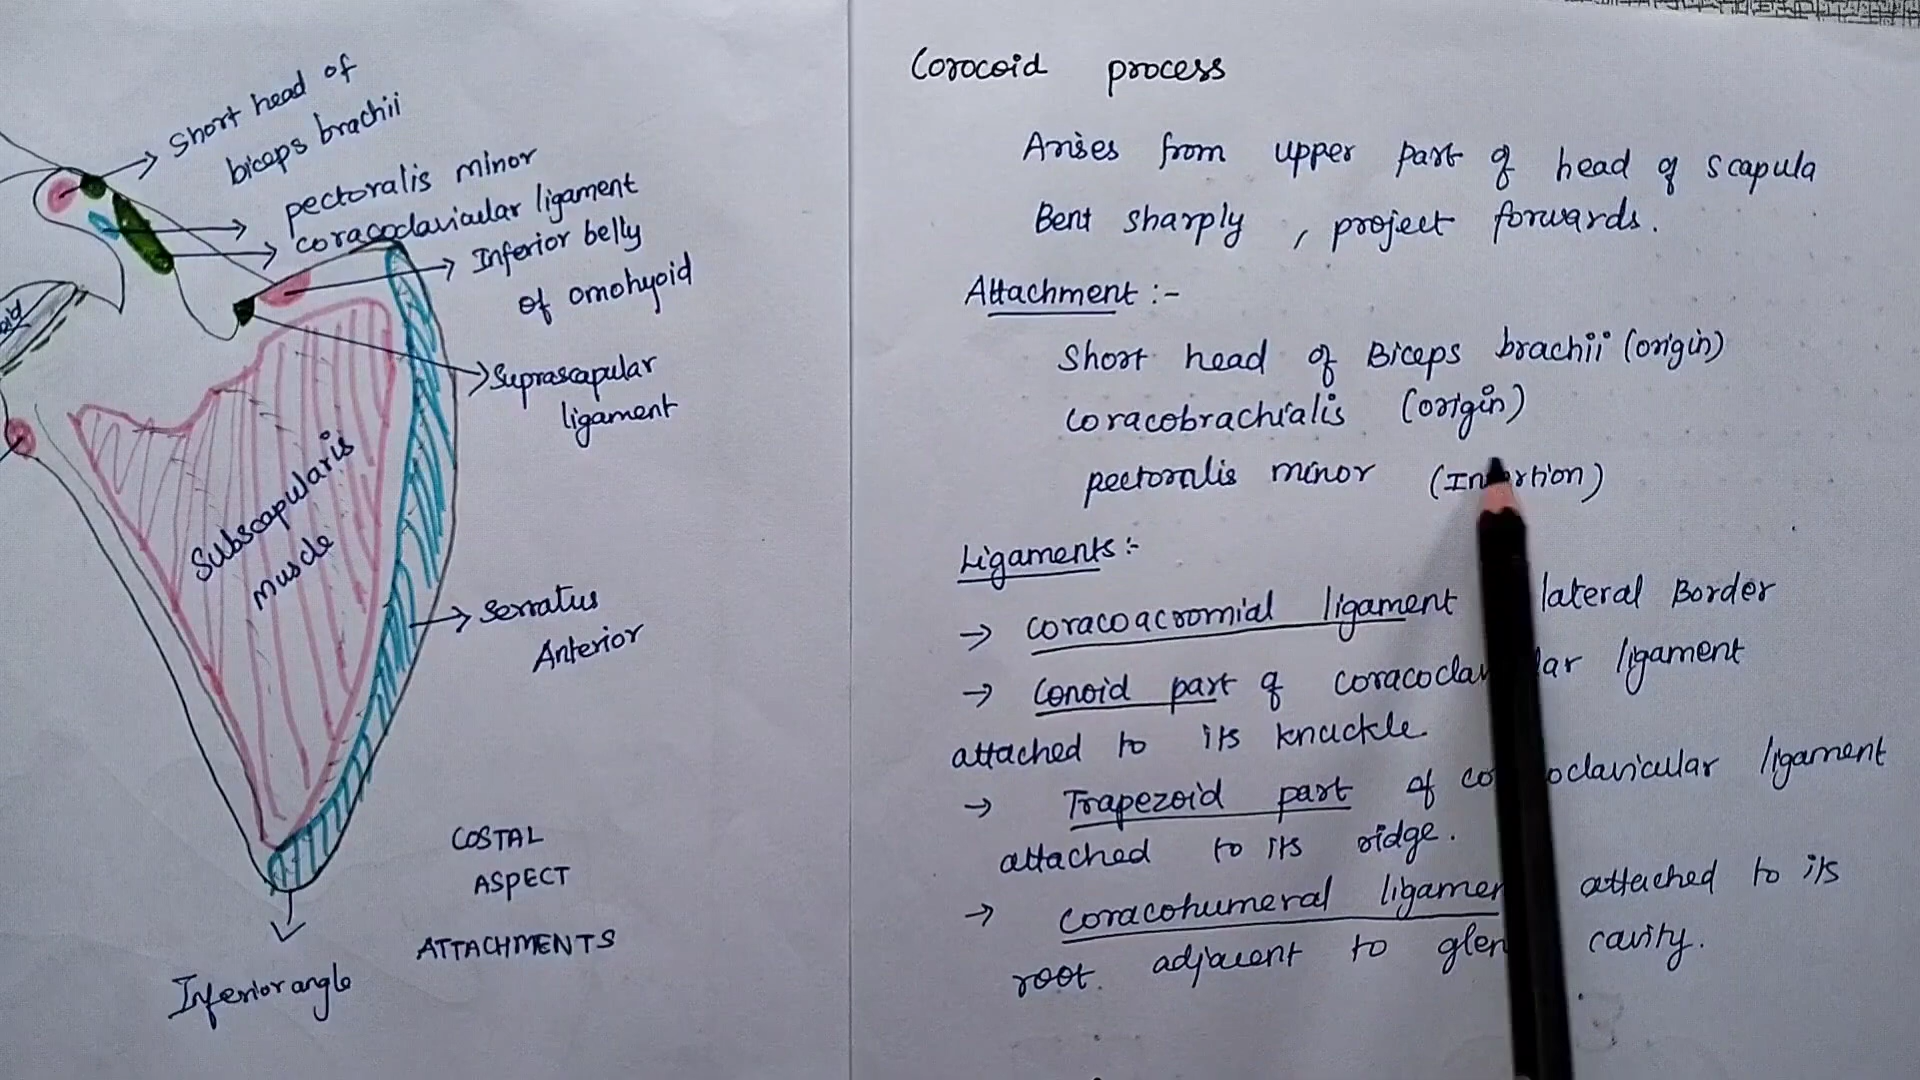 Short head of
biceps brachii
pectoralis minor
coracoclavicular ligament
Inferior belly
of omohyoid
Suprascapular
ligament
Subscapularis
muscle
Serratus
Anterior
COSTAL
ASPECT
ATTACHMENTS
Inferior angle
Corocoid process
Arises from upper part of head of scapula
Bent sharply , project forwards.
Attachment :-
Short head of Biceps brachii (origin)
coracobrachialis (origin)
pectoralis minor
Ligaments :-
→ coracoacromial ligament lateral Border
→ Conoid part of ligament
attached to its knuckle.
→ Trapezoid part of ligament
attached to its ridge.
→ coracohumeral attached to its
root. adjacent to cavity.